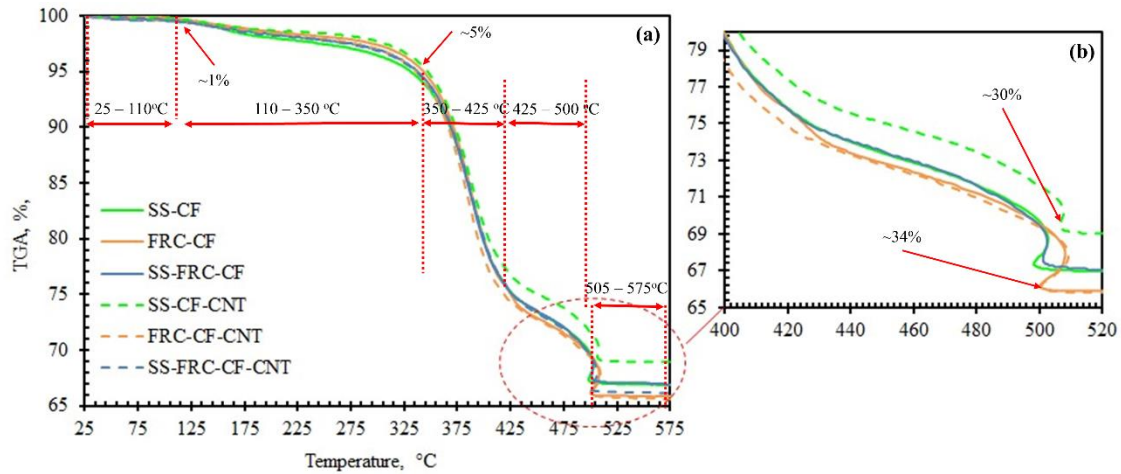 (a)
TGA, %,
100
95
90
85
80
75
70
65
~1%
~5%
25 – 110°C
110 – 350 °C
350 – 425 °C
425 – 500 °C
505 – 575°C
SS-CF
FRC-CF
SS-FRC-CF
SS-CF-CNT
FRC-CF-CNT
SS-FRC-CF-CNT
25 75 125 175 225 275 325 375 425 475 525 575
Temperature, °C
(b)
79
77
75
73
71
69
67
65
~30%
~34%
400 420 440 460 480 500 520